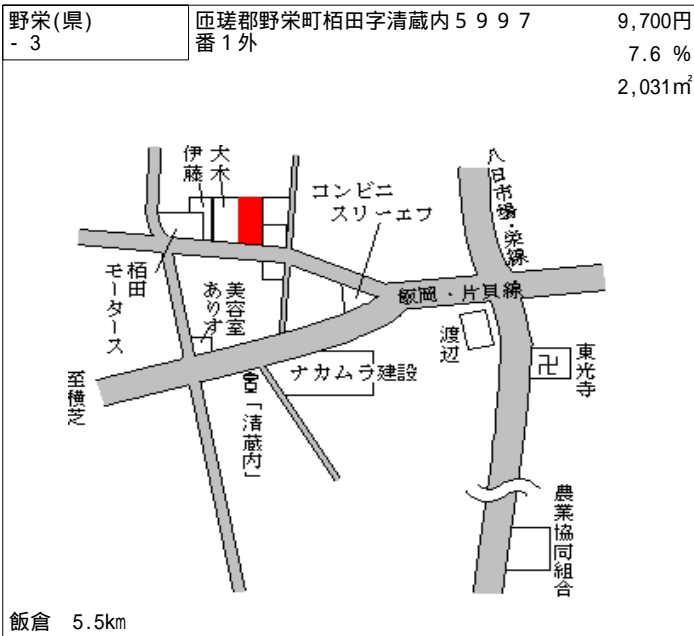 野栄(県)
- 3
匝瑳郡野栄町栢田字清蔵内５９９７
番１外
9,700円
7.6 %
2,031㎡
伊藤
大木
コンビニ
スリーエフ
八日市場・栄線
飯岡・片貝線
栢田
モータース
美容室
ありす
渡辺
ナカムラ建設
卍
東光寺
至横芝
「清蔵内」
農業協同組合
飯倉 5.5km